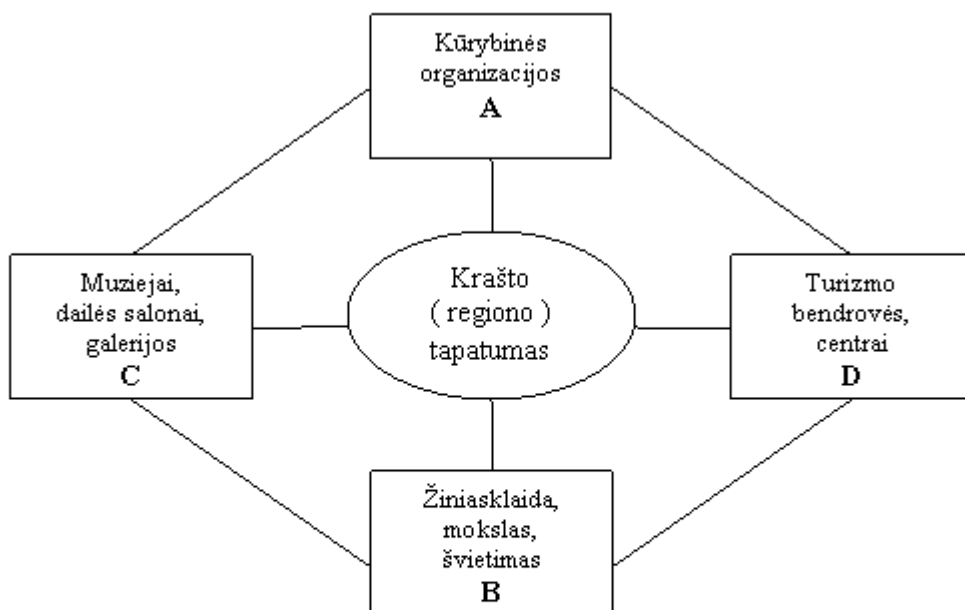 Kūrybinės
organizacijos
A
Muziejai,
dailės salonai,
galerijos
C
Krašto
( regiono )
tapatumas
Turizmo
bendrovės,
centrai
D
Žiniasklaida,
mokslas,
švietimas
B